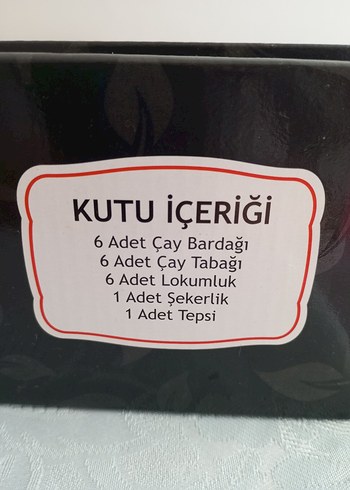 KUTU İÇERİĞİ
6 Adet Çay Bardağı
6 Adet Çay Tabağı
6 Adet Lokumluk
1 Adet Şekerlik
1 Adet Tepsi